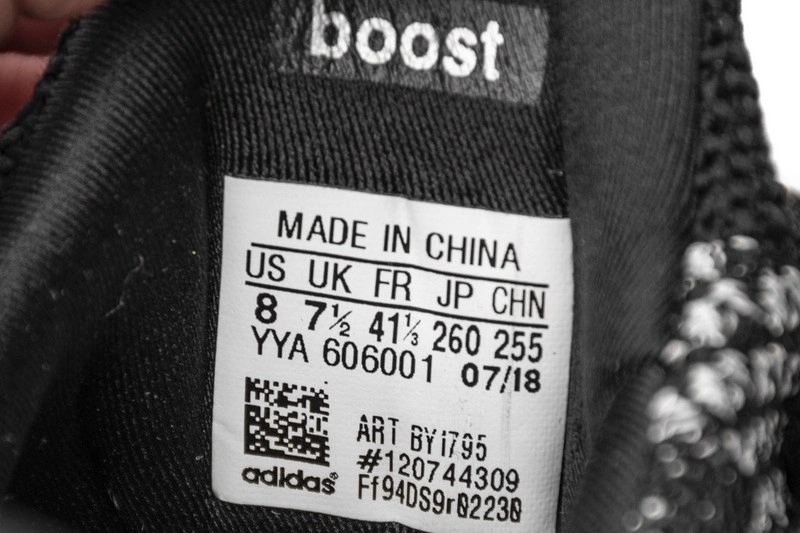 boost
MADE IN CHINA
US UK FR JP CHN
8 7½ 41⅓ 260 255
YYA 606001 07/18
ART BY1795
#120744309
adidas® Ff94DS9r02230